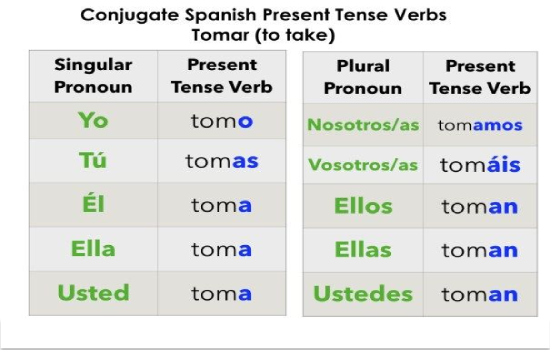 Conjugate Spanish Present Tense Verbs
Tomar (to take)
Singular Pronoun Present Tense Verb
Yo tomo
Tú tomas
Él toma
Ella toma
Usted toma
Plural Pronoun Present Tense Verb
Nosotros/as tomamos
Vosotros/as tomáis
Ellos toman
Ellas toman
Ustedes toman